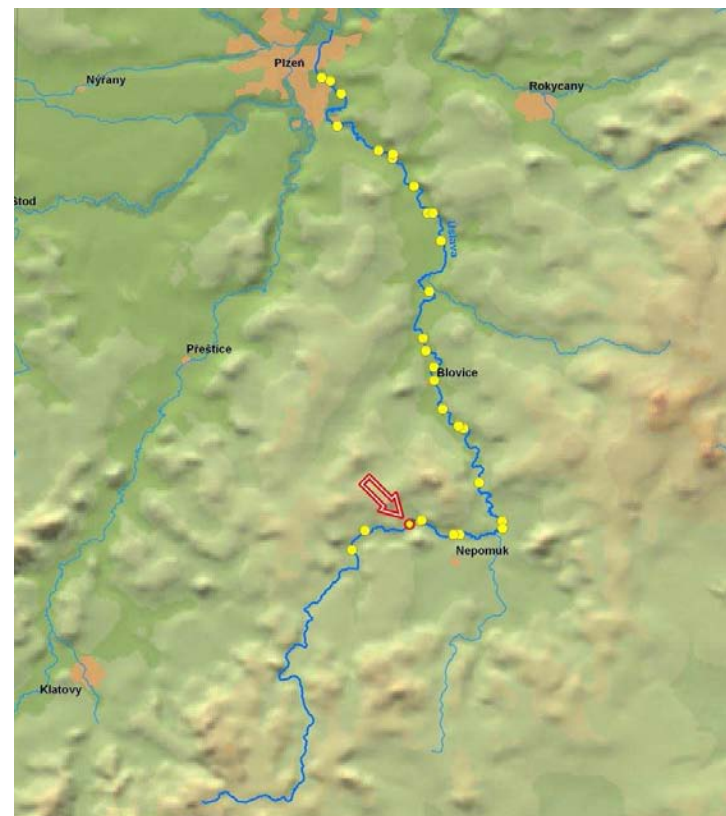 Plzeň
Nýřany
Rokycany
Stod
Úslava
Přeštice
Blovice
Nepomuk
Klatovy